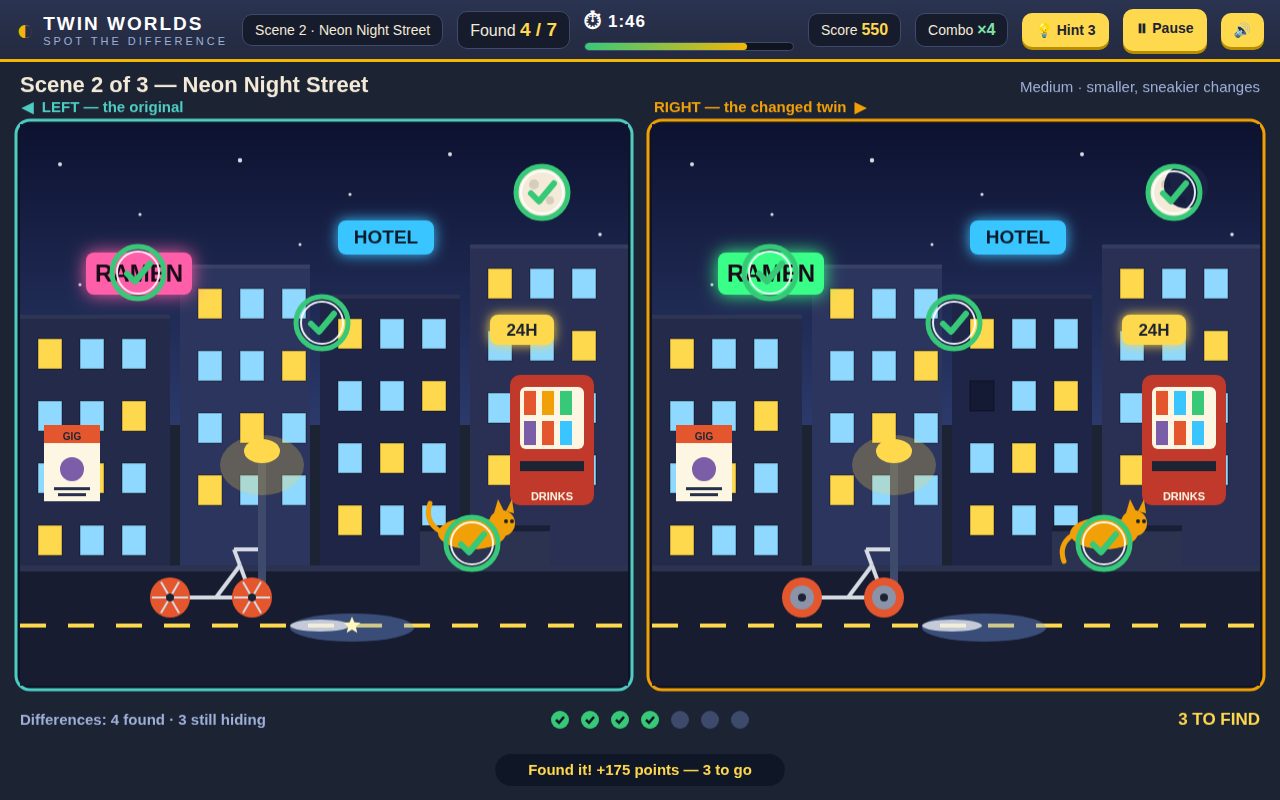 TWIN WORLDS
SPOT THE DIFFERENCE
Scene 2 · Neon Night Street
Found 4 / 7
⏱ 1:46
Score 550
Combo ×4
💡 Hint 3
⏸ Pause
🔊
Scene 2 of 3 — Neon Night Street
Medium · smaller, sneakier changes
◀ LEFT — the original
RIGHT — the changed twin ▶
HOTEL
RAMEN
24H
GIG
DRINKS
HOTEL
RAMEN
24H
GIG
DRINKS
Differences: 4 found · 3 still hiding
3 TO FIND
Found it! +175 points — 3 to go